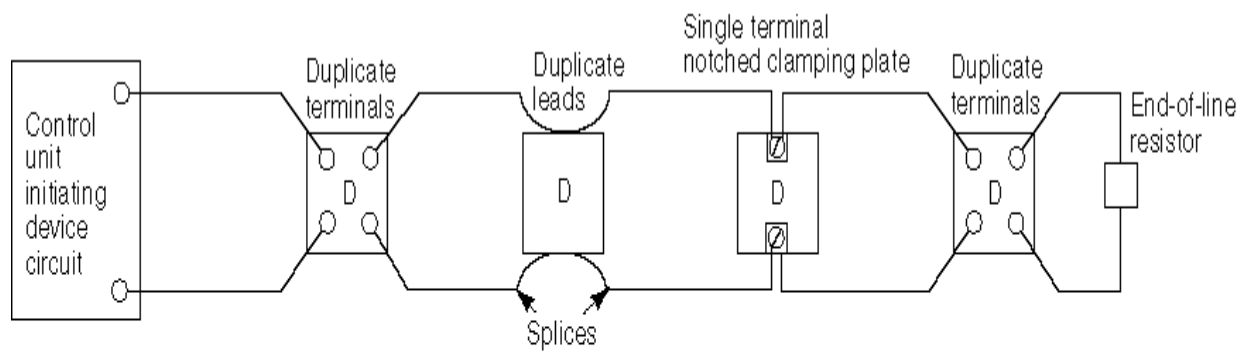 Control
unit
initiating
device
circuit
Duplicate
terminals
D
Duplicate
leads
D
Splices
Single terminal
notched clamping plate
D
Duplicate
terminals
D
End-of-line
resistor